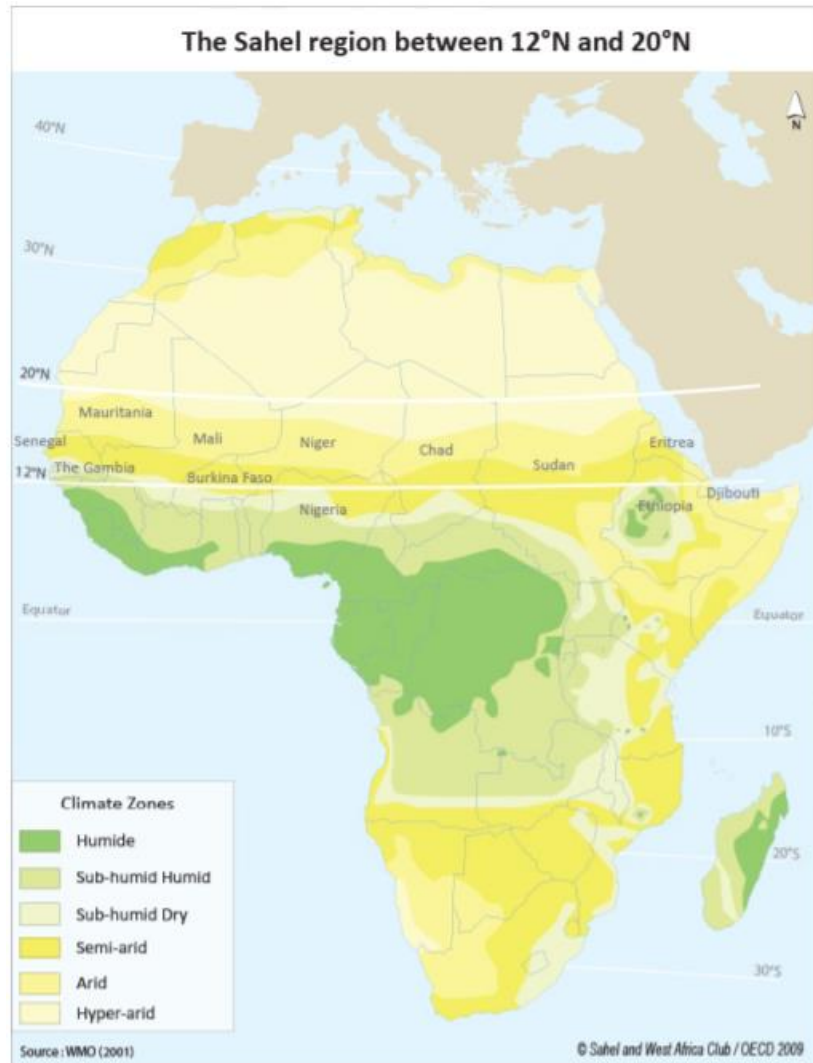 The Sahel region between 12°N and 20°N
N
40°N
30°N
20°N
Mauritania
Senegal
Mali
Niger
Chad
Sudan
Eritrea
12°N
The Gambia
Burkina Faso
Nigeria
Ethiopia
Djibouti
Equator
Equator
10°S
20°S
30°S
Climate Zones
Humide
Sub-humid Humid
Sub-humid Dry
Semi-arid
Arid
Hyper-arid
Source : WMO (2001)
© Sahel and West Africa Club / OECD 2009